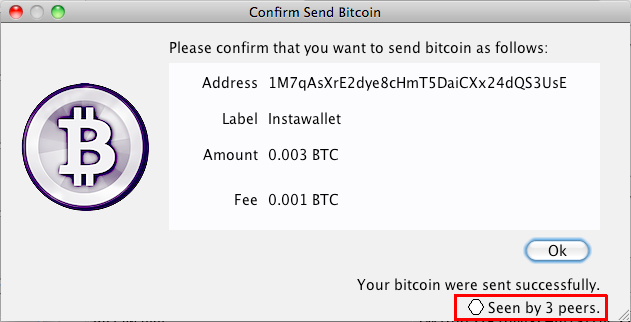 Confirm Send Bitcoin
Please confirm that you want to send bitcoin as follows:
Address 1M7qAsXrE2dye8cHmT5DaiCXx24dQS3UsE
Label Instawallet
Amount 0.003 BTC
Fee 0.001 BTC
Ok
Your bitcoin were sent successfully.
Seen by 3 peers.